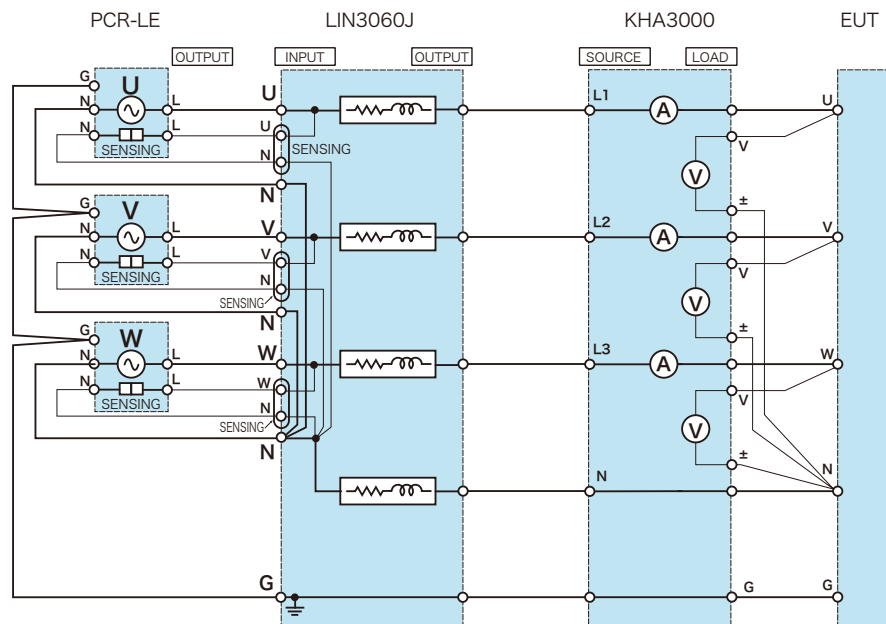 PCR-LE LIN3060J KHA3000 EUT
OUTPUT INPUT OUTPUT SOURCE LOAD
G U
N L U L1 A U
N L U V
SENSING SENSING
N V
N ±
G V
N L V L2 A V
N L V V
SENSING N V
SENSING
N ±
G W
N L W L3 A W
N L W V
SENSING N V
SENSING
N ±
N N
G G G